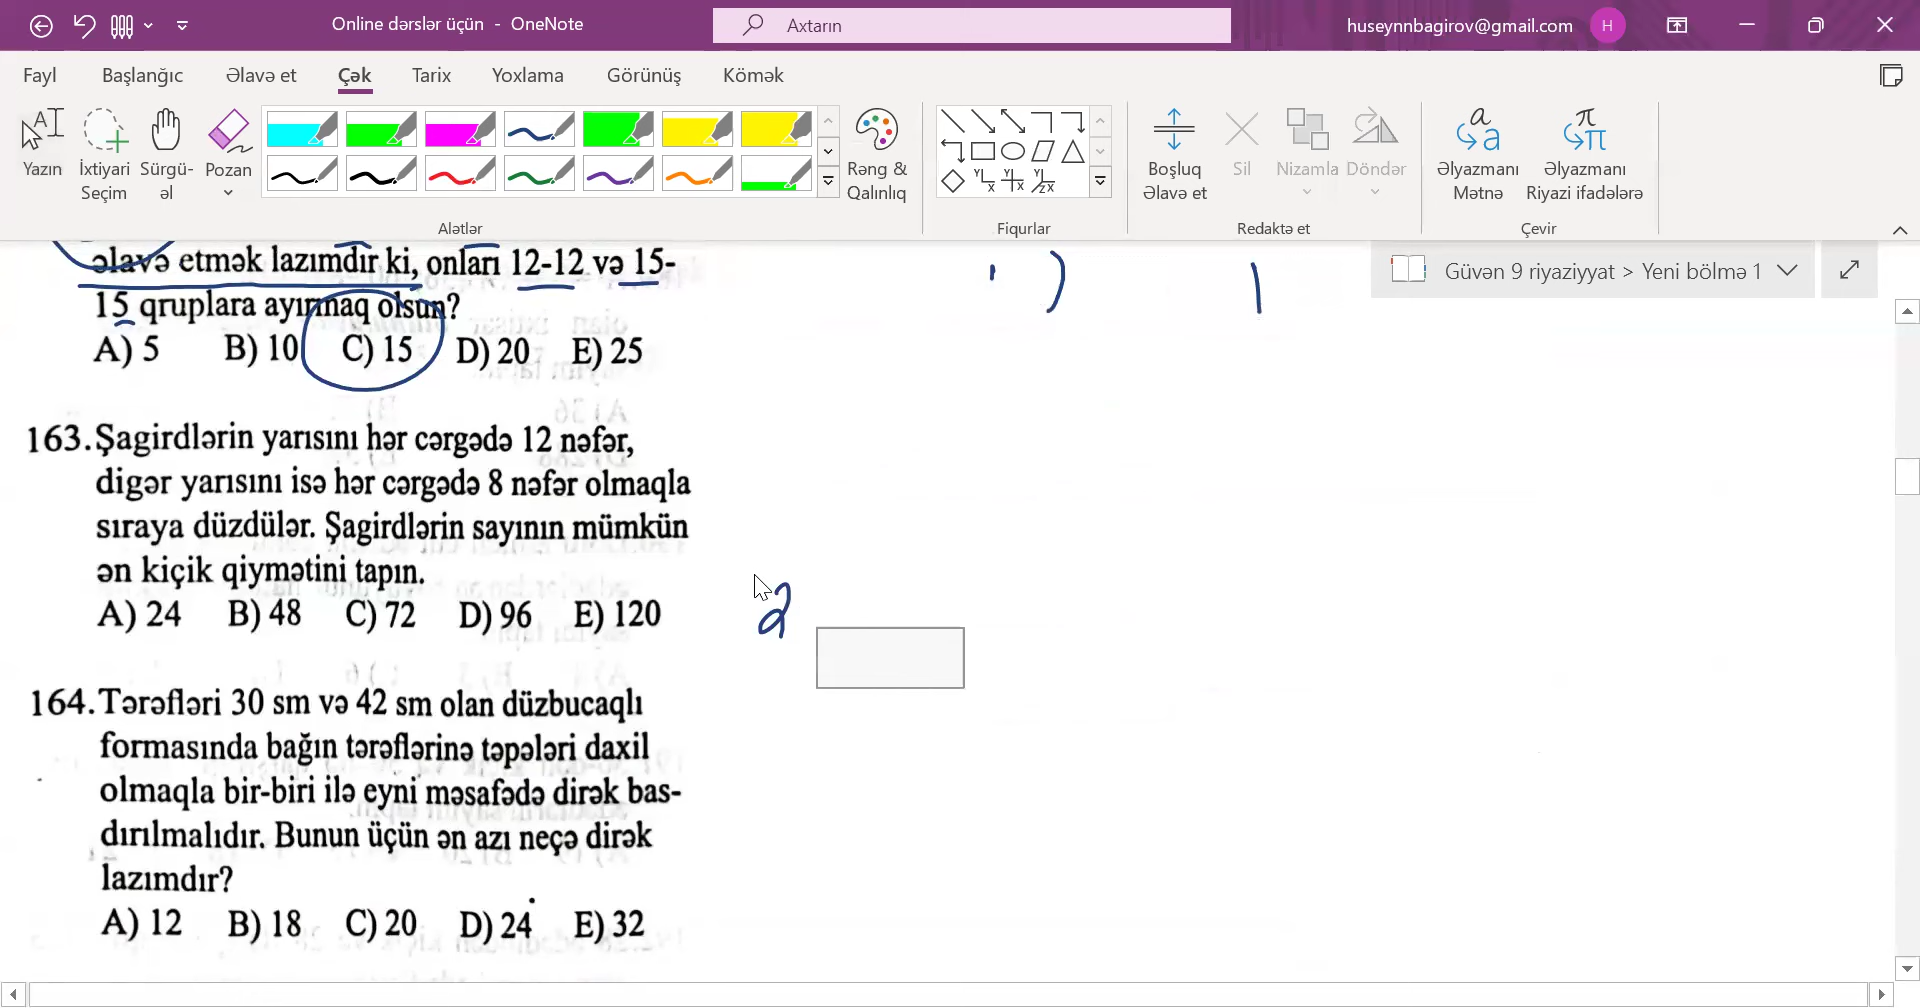 Online dərslər üçün - OneNote
Axtarın
huseynnbagirov@gmail.com
H
Fayl
Başlanğıc
Əlavə et
Çək
Tarix
Yoxlama
Görünüş
Kömək
Yazın
İxtiyari Seçim
Sürgü-əl
Pozan
Rəng & Qalınlıq
Boşluq Əlavə et
Sil
Nizamla
Döndər
Əlyazmanı Mətnə
Əlyazmanı Riyazi ifadələrə
Alətlər
Fiqurlar
Redaktə et
Çevir
Güvən 9 riyaziyyat > Yeni bölmə 1
əlavə etmək lazımdır ki, onları 12-12 və 15-
15 qruplara ayırmaq olsun?
A) 5 B) 10 C) 15 D) 20 E) 25
163. Şagirdlərin yarısını hər cərgədə 12 nəfər,
digər yarısını isə hər cərgədə 8 nəfər olmaqla
sıraya düzdülər. Şagirdlərin sayının mümkün
ən kiçik qiymətini tapın.
A) 24 B) 48 C) 72 D) 96 E) 120
164. Tərəfləri 30 sm və 42 sm olan düzbucaqlı
formasında bağın tərəflərinə təpələri daxil
olmaqla bir-biri ilə eyni məsafədə dirək bas-
dırılmalıdır. Bunun üçün ən azı neçə dirək
lazımdır?
A) 12 B) 18 C) 20 D) 24 E) 32